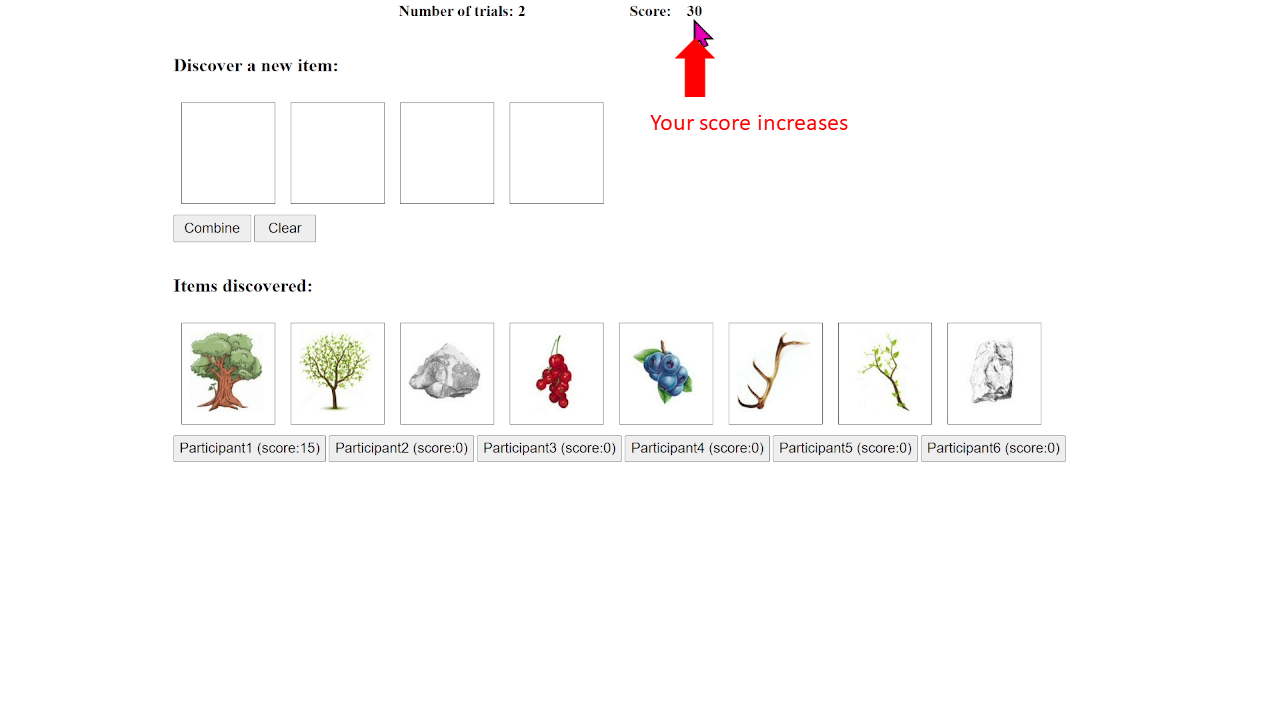 Number of trials: 2 Score: 30
Your score increases
Discover a new item:
Combine Clear
Items discovered:
Participant1 (score:15) Participant2 (score:0) Participant3 (score:0) Participant4 (score:0) Participant5 (score:0) Participant6 (score:0)